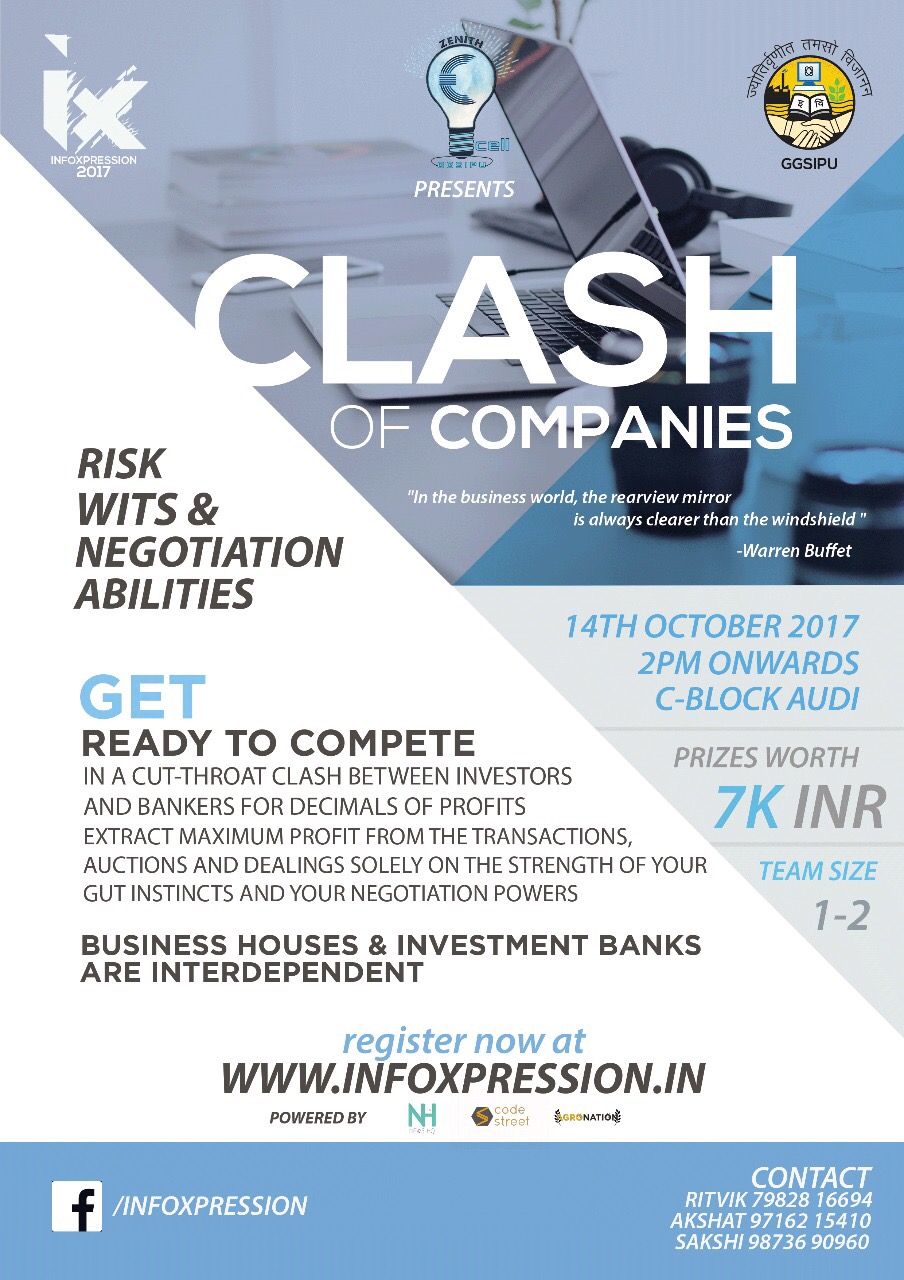 INFOXPRESSION
2017
ZENITH
cell
GGSIPU
PRESENTS
ज्योतिर्वृणीत तमसो विजानन
GGSIPU
CLASH
OF COMPANIES
"In the business world, the rearview mirror
is always clearer than the windshield "
-Warren Buffet
RISK
WITS &
NEGOTIATION
ABILITIES
14TH OCTOBER 2017
2PM ONWARDS
C-BLOCK AUDI
PRIZES WORTH
7K INR
TEAM SIZE
1-2
GET
READY TO COMPETE
IN A CUT-THROAT CLASH BETWEEN INVESTORS
AND BANKERS FOR DECIMALS OF PROFITS
EXTRACT MAXIMUM PROFIT FROM THE TRANSACTIONS,
AUCTIONS AND DEALINGS SOLELY ON THE STRENGTH OF YOUR
GUT INSTINCTS AND YOUR NEGOTIATION POWERS
BUSINESS HOUSES & INVESTMENT BANKS
ARE INTERDEPENDENT
register now at
WWW.INFOXPRESSION.IN
POWERED BY
NH
code
street
AGRONATION
f /INFOXPRESSION
CONTACT
RITVIK 79828 16694
AKSHAT 97162 15410
SAKSHI 98736 90960